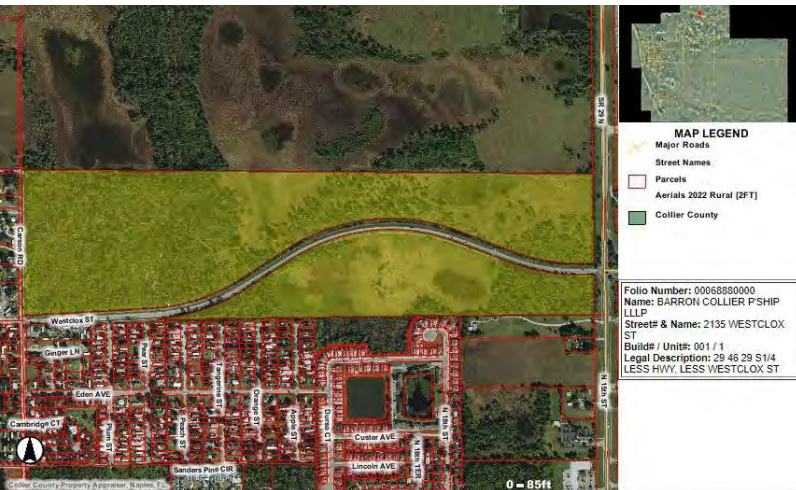 SR 29 N
Carson RD
Westclox ST
Ginger LN
Pear ST
Eden AVE
Tangerine ST
Orange ST
Apple ST
Plum ST
Peach ST
Cambridge CT
Durso CT
N 18th ST
N 15th ST
Custer AVE
N 18th TER
Lincoln AVE
Sanders Pine CIR
Collier County Property Appraiser, Naples, FL
0 = 85ft
MAP LEGEND
Major Roads
Street Names
Parcels
Aerials 2022 Rural [2FT]
Collier County
Folio Number: 00068880000
Name: BARRON COLLIER P'SHIP
LLLP
Street# & Name: 2135 WESTCLOX
ST
Build# / Unit#: 001 / 1
Legal Description: 29 46 29 S1/4
LESS HWY, LESS WESTCLOX ST